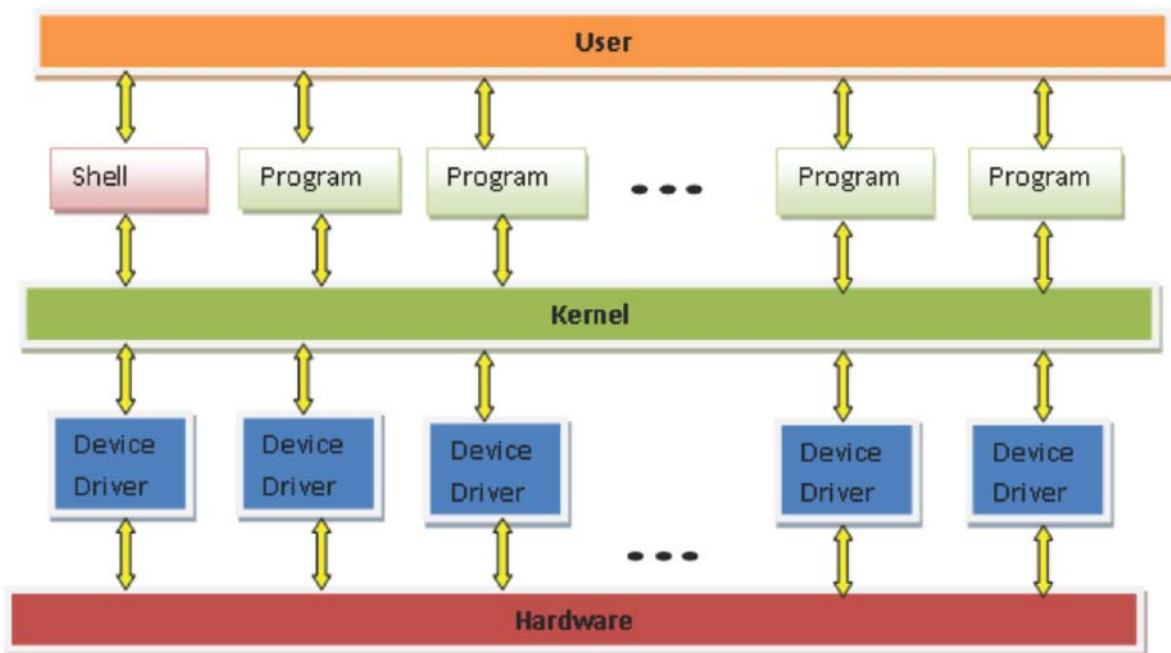 User
Shell
Program
Program
Program
Program
Kernel
Device
Driver
Device
Driver
Device
Driver
Device
Driver
Device
Driver
Hardware